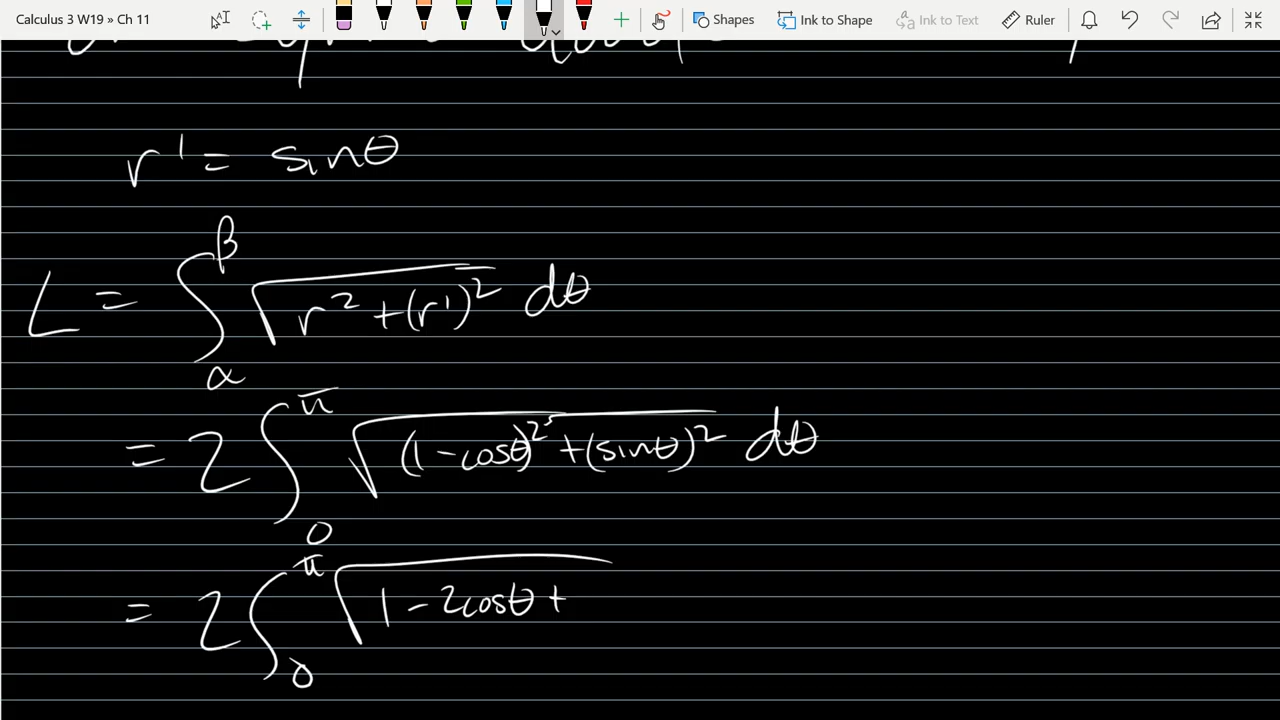 Calculus 3 W19 » Ch 11
Shapes
Ink to Shape
Ink to Text
Ruler
r' = sinθ
L = ∫_α^β √(r² + (r')²) dθ
= 2 ∫_0^π √((1 - cosθ)² + (sinθ)²) dθ
= 2 ∫_0^π √(1 - 2cosθ +